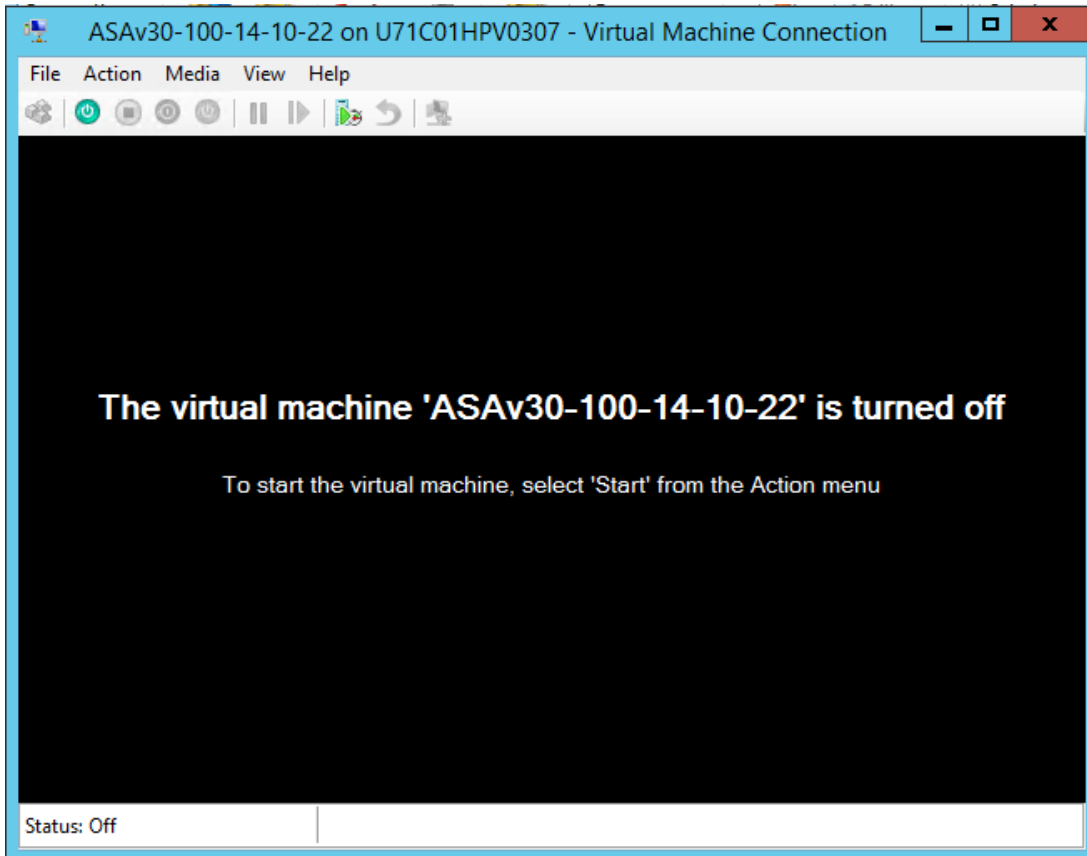 ASAv30-100-14-10-22 on U71C01HPV0307 - Virtual Machine Connection
File Action Media View Help
The virtual machine 'ASAv30-100-14-10-22' is turned off
To start the virtual machine, select 'Start' from the Action menu
Status: Off